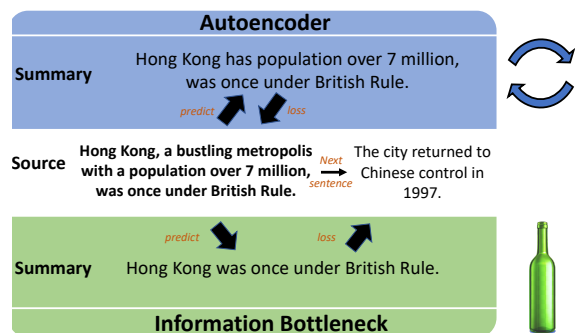 Autoencoder
Summary
Hong Kong has population over 7 million,
was once under British Rule.
predict
loss
Source
Hong Kong, a bustling metropolis
with a population over 7 million,
was once under British Rule.
Next
sentence
The city returned to
Chinese control in
1997.
predict
loss
Summary
Hong Kong was once under British Rule.
Information Bottleneck